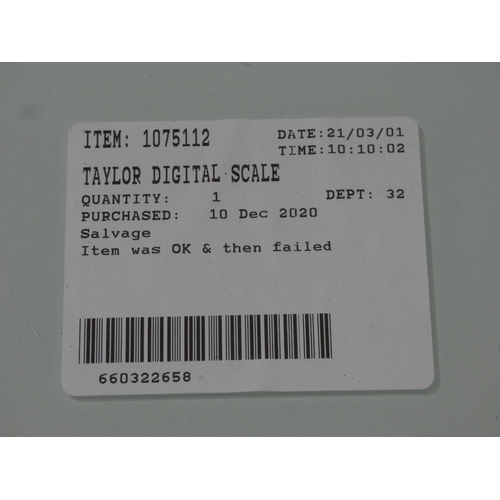 ITEM: 1075112 DATE:21/03/01
TIME:10:10:02
TAYLOR DIGITAL SCALE
QUANTITY: 1 DEPT: 32
PURCHASED: 10 Dec 2020
Salvage
Item was OK & then failed
660322658